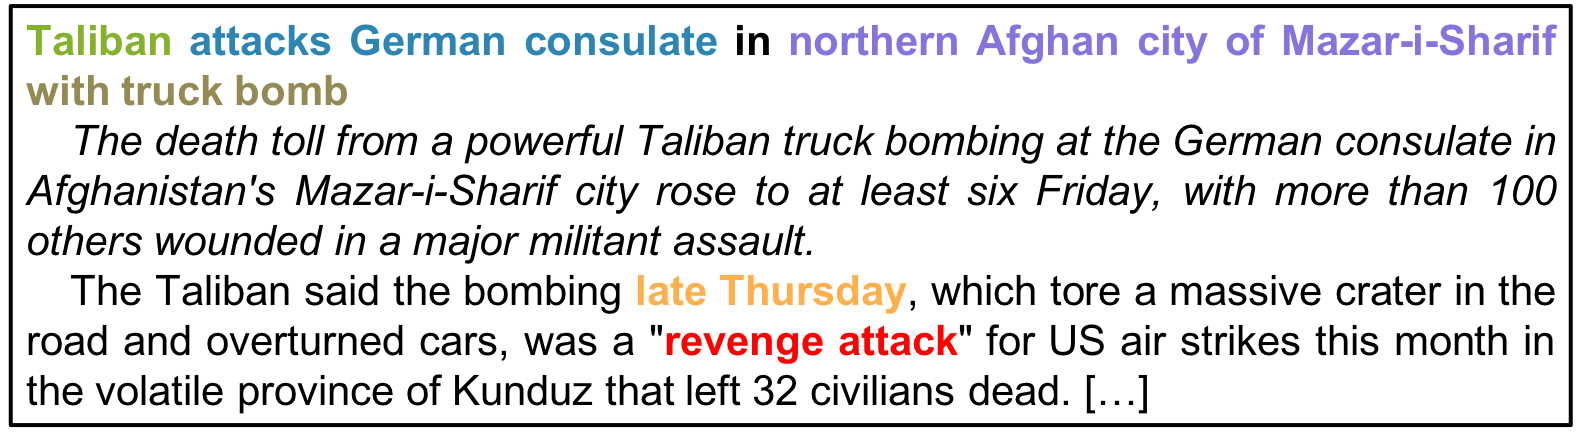 Taliban attacks German consulate in northern Afghan city of Mazar-i-Sharif
with truck bomb
The death toll from a powerful Taliban truck bombing at the German consulate in
Afghanistan's Mazar-i-Sharif city rose to at least six Friday, with more than 100
others wounded in a major militant assault.
The Taliban said the bombing late Thursday, which tore a massive crater in the
road and overturned cars, was a "revenge attack" for US air strikes this month in
the volatile province of Kunduz that left 32 civilians dead. […]